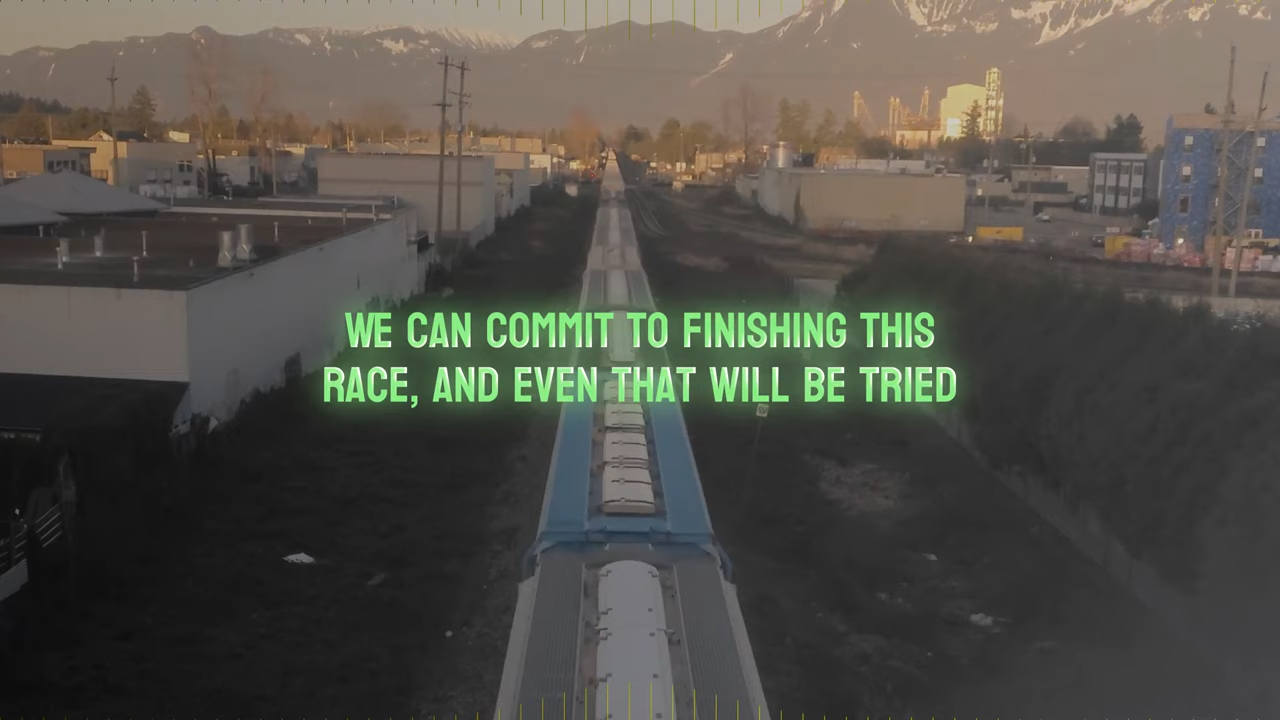 WE CAN COMMIT TO FINISHING THIS
RACE, AND EVEN THAT WILL BE TRIED